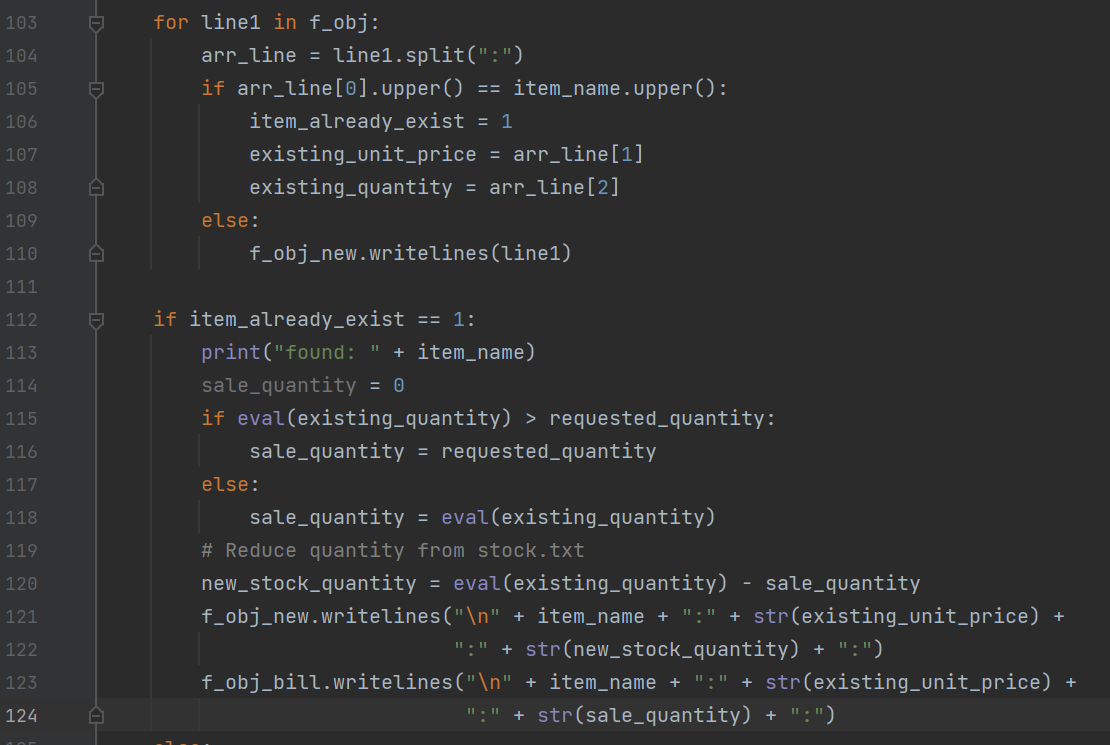 103 for line1 in f_obj:
104 arr_line = line1.split(":")
105 if arr_line[0].upper() == item_name.upper():
106 item_already_exist = 1
107 existing_unit_price = arr_line[1]
108 existing_quantity = arr_line[2]
109 else:
110 f_obj_new.writelines(line1)
111
112 if item_already_exist == 1:
113 print("found: " + item_name)
114 sale_quantity = 0
115 if eval(existing_quantity) > requested_quantity:
116 sale_quantity = requested_quantity
117 else:
118 sale_quantity = eval(existing_quantity)
119 # Reduce quantity from stock.txt
120 new_stock_quantity = eval(existing_quantity) - sale_quantity
121 f_obj_new.writelines("\n" + item_name + ":" + str(existing_unit_price) +
122 ":" + str(new_stock_quantity) + ":")
123 f_obj_bill.writelines("\n" + item_name + ":" + str(existing_unit_price) +
124 ":" + str(sale_quantity) + ":")